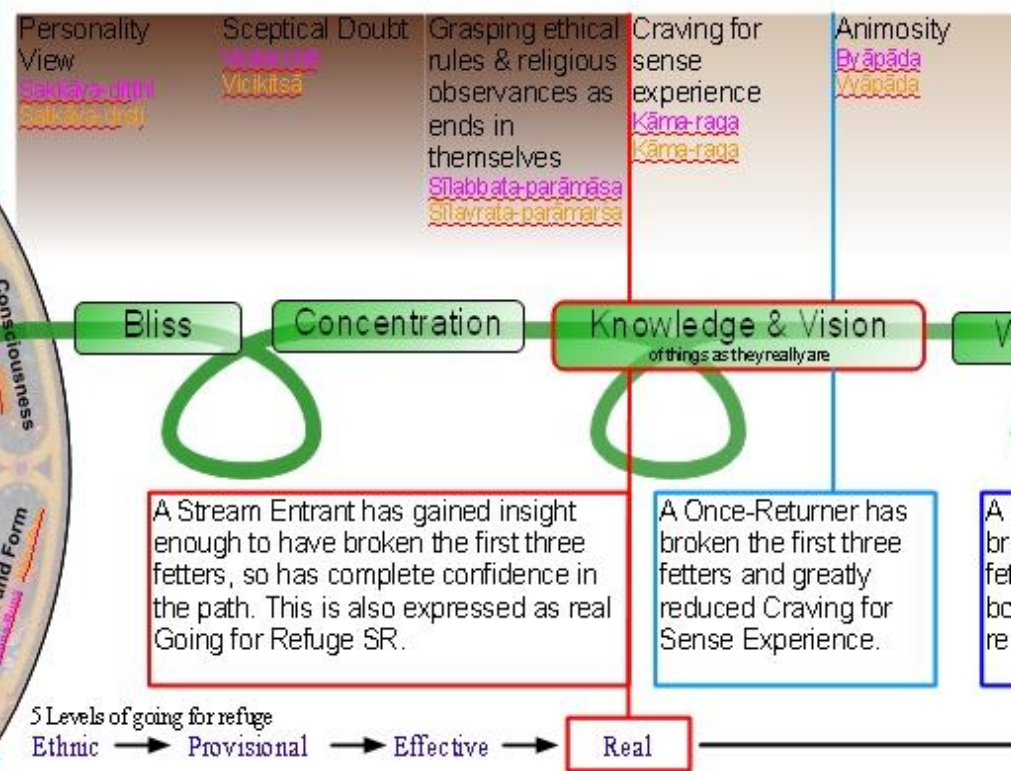 Personality
View
Sakkāya-diṭṭhi
Satkāya-dṛṣṭi
Sceptical Doubt
Vicikitsā
Grasping ethical
rules & religious
observances as
ends in
themselves
Sīlabbata-parāmāsa
Śīlavrata-parāmarśa
Craving for
sense
experience
Kāma-raga
Kāma-raga
Animosity
Byāpāda
Vyāpāda
Consciousness
Bliss
Concentration
Knowledge & Vision
of things as they really are
W
and Form
A Stream Entrant has gained insight
enough to have broken the first three
fetters, so has complete confidence in
the path. This is also expressed as real
Going for Refuge SR.
A Once-Returner has
broken the first three
fetters and greatly
reduced Craving for
Sense Experience.
A
br
fet
bo
re
5 Levels of going for refuge
Ethnic Provisional Effective Real